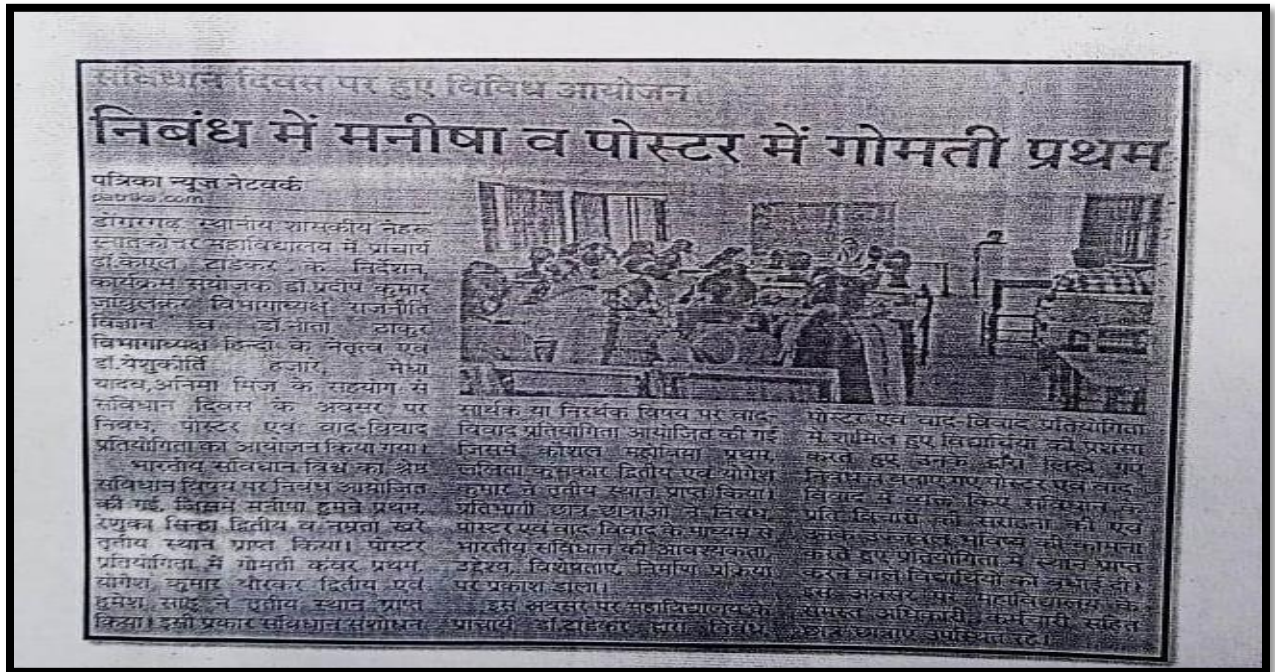 संविधान दिवस पर हुए विविध आयोजन
निबंध में मनीषा व पोस्टर में गोमती प्रथम
पत्रिका न्यूज नेटवर्क
patrika.com
डोंगरगढ़ स्थानीय शासकीय नेहरू
स्नातकोत्तर महाविद्यालय में प्राचार्य
डॉ.केएल टांडेकर के निर्देशन,
कार्यक्रम संयोजक डॉ.प्रदीप कुमार
जांबुलकर विभागाध्यक्ष राजनीति
विज्ञान व डॉ.नीता ठाकुर
विभागाध्यक्ष हिन्दी के नेतृत्व एवं
डॉ.येशुकीर्ति हजारे, मेधा
यादव,अनिमा मिंज के सहयोग से
संविधान दिवस के अवसर पर
निबंध, पोस्टर एवं वाद-विवाद
प्रतियोगिता का आयोजन किया गया।
भारतीय संविधान विश्व का श्रेष्ठ
संविधान विषय पर निबंध आयोजित
की गई, जिसमें मनीषा प्रथम,
रेणुका सिन्हा द्वितीय व नम्रता खरे
तृतीय स्थान प्राप्त किया। पोस्टर
प्रतियोगिता में गोमती कंवर प्रथम,
योगेश कुमार द्वितीय एवं
हुमेश साहू ने तृतीय स्थान प्राप्त
किया। इसी प्रकार संविधान संशोधन
सार्थक या निरर्थक विषय पर वाद-
विवाद प्रतियोगिता आयोजित की गई
जिसमें कौशल प्रथम,
ललिता द्वितीय एवं योगेश
कुमार ने तृतीय स्थान प्राप्त किया।
प्रतिभागी छात्र-छात्राओं ने निबंध,
पोस्टर एवं वाद विवाद के माध्यम से
भारतीय संविधान की आवश्यकता,
उद्देश्य, विशेषताएं, निर्माण प्रक्रिया
पर प्रकाश डाला।
इस अवसर पर महाविद्यालय के
प्राचार्य डॉ.टांडेकर द्वारा निबंध,
पोस्टर एवं वाद-विवाद प्रतियोगिता
में शामिल हुए विद्यार्थियों की प्रशंसा
करते हुए उनके द्वारा लिखे गए
निबंध व बनाए गए पोस्टर एवं वाद
विवाद में व्यक्त किए संविधान के
प्रति विचारों की सराहना की एवं
उनके उज्जवल भविष्य की कामना
करते हुए प्रतियोगिता में स्थान प्राप्त
करने वाले विद्यार्थियों को बधाई दी।
इस अवसर पर महाविद्यालय के
समस्त अधिकारी, कर्मचारी सहित
छात्र छात्राएं उपस्थित रहे।